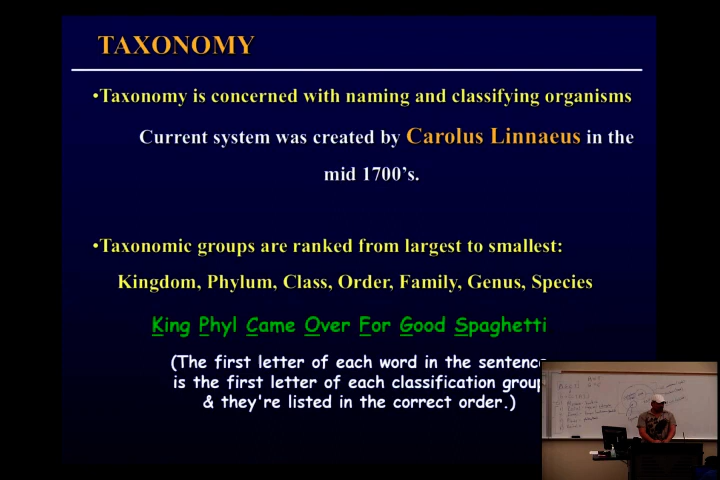 TAXONOMY
•Taxonomy is concerned with naming and classifying organisms
Current system was created by Carolus Linnaeus in the
mid 1700’s.
•Taxonomic groups are ranked from largest to smallest:
Kingdom, Phylum, Class, Order, Family, Genus, Species
King Phyl Came Over For Good Spaghetti
(The first letter of each word in the sentence
is the first letter of each classification group
& they're listed in the correct order.)